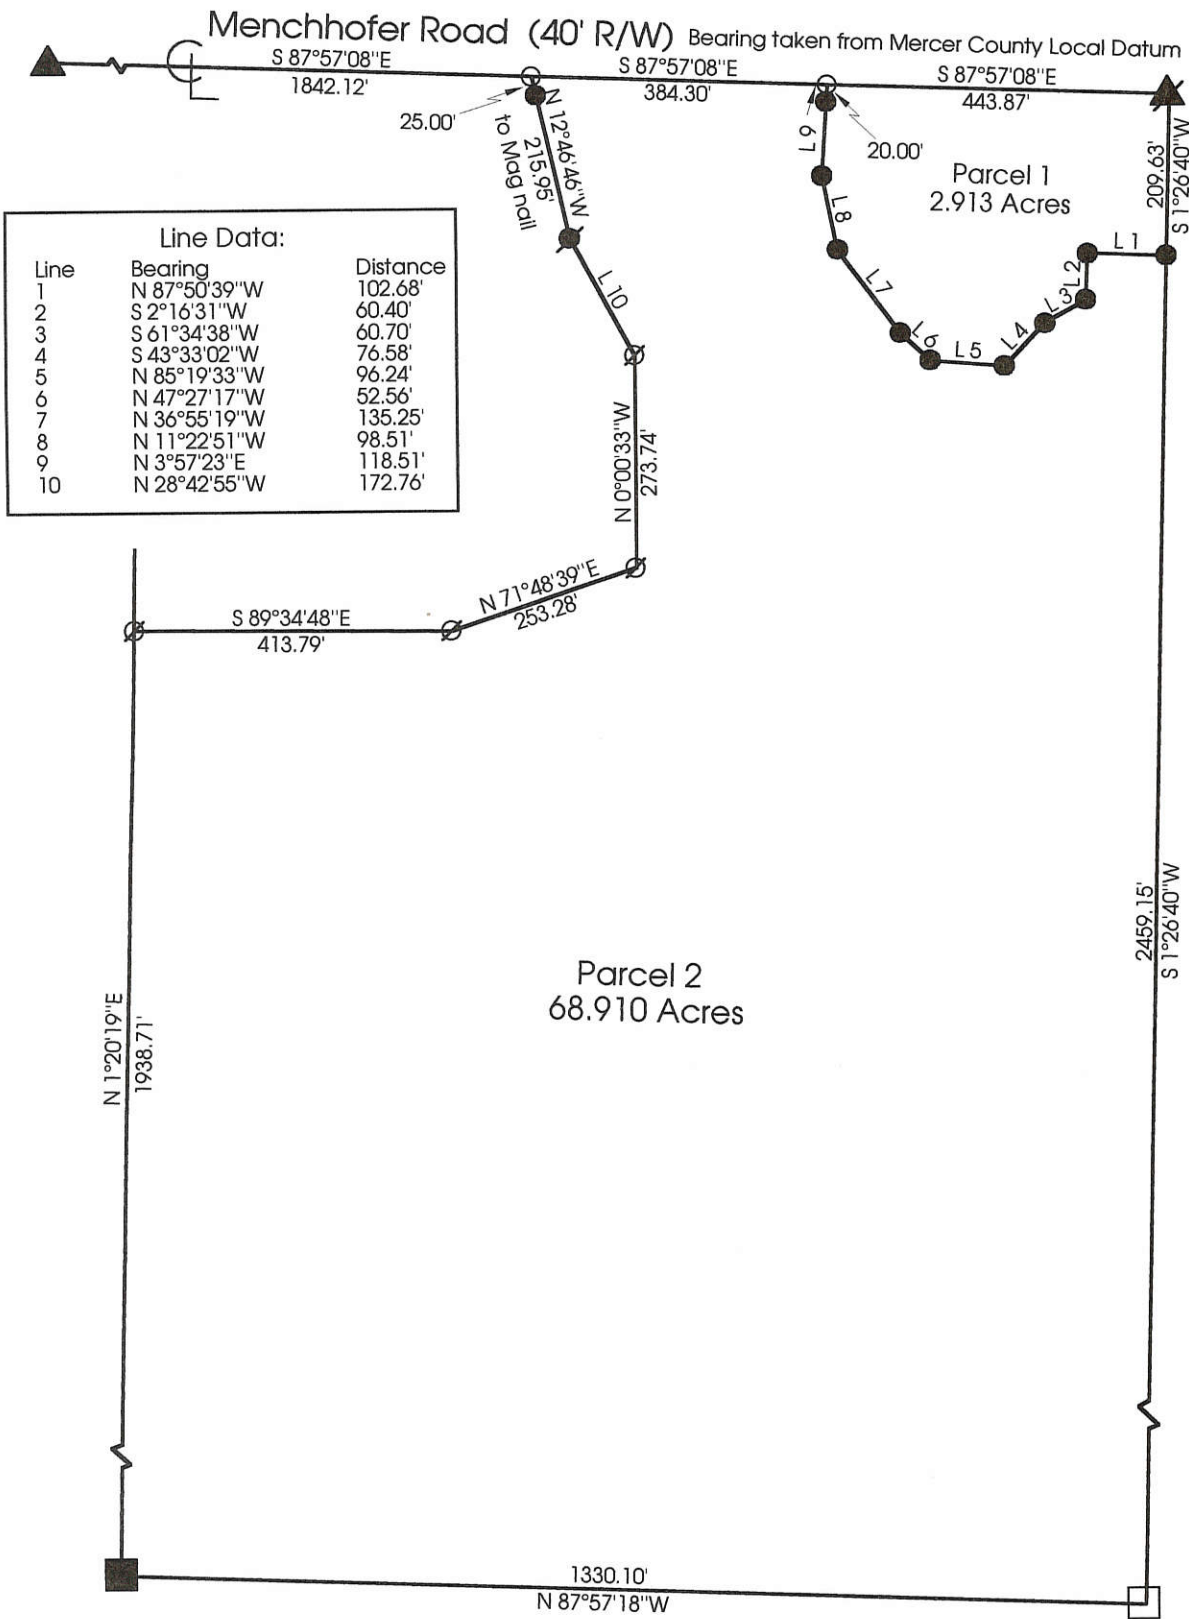 Menchhofer Road (40' R/W) Bearing taken from Mercer County Local Datum
S 87°57'08"E
1842.12'
S 87°57'08"E
384.30'
S 87°57'08"E
443.87'
CL
25.00'
N 12°46'46"W
215.95'
to Mag nail
L 9
20.00'
Parcel 1
2.913 Acres
209.63'
S 1°26'40"W
L 8
L 7
L 6
L 5
L 4
L 3
L 2
L 1
L 10
Line Data:
Line Bearing Distance
1 N 87°50'39"W 102.68'
2 S 2°16'31"W 60.40'
3 S 61°34'38"W 60.70'
4 S 43°33'02"W 76.58'
5 N 85°19'33"W 96.24'
6 N 47°27'17"W 52.56'
7 N 36°55'19"W 135.25'
8 N 11°22'51"W 98.51'
9 N 3°57'23"E 118.51'
10 N 28°42'55"W 172.76'
N 0°00'33"W
273.74'
N 71°48'39"E
253.28'
S 89°34'48"E
413.79'
Parcel 2
68.910 Acres
2459.15'
S 1°26'40"W
N 1°20'19"E
1938.71'
1330.10'
N 87°57'18"W